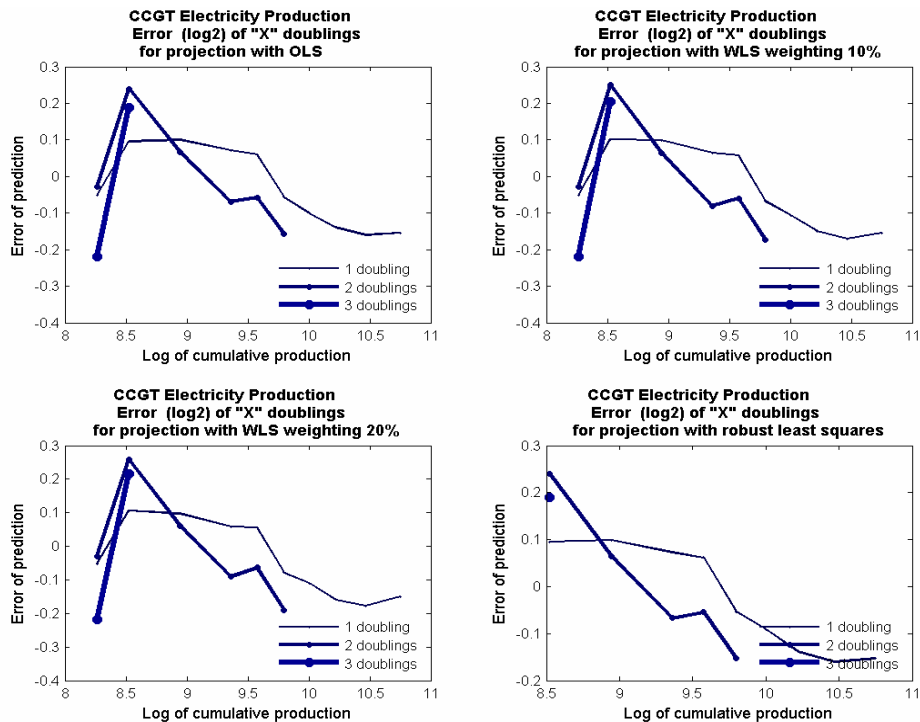 CCGT Electricity Production
Error (log2) of "X" doublings
for projection with OLS
0.3
0.2
0.1
0
-0.1
-0.2
-0.3
-0.4
Error of prediction
1 doubling
2 doublings
3 doublings
8 8.5 9 9.5 10 10.5 11
Log of cumulative production
CCGT Electricity Production
Error (log2) of "X" doublings
for projection with WLS weighting 10%
0.3
0.2
0.1
0
-0.1
-0.2
-0.3
-0.4
Error of prediction
1 doubling
2 doublings
3 doublings
8 8.5 9 9.5 10 10.5 11
Log of cumulative production
CCGT Electricity Production
Error (log2) of "X" doublings
for projection with WLS weighting 20%
0.3
0.2
0.1
0
-0.1
-0.2
-0.3
-0.4
Error of prediction
1 doubling
2 doublings
3 doublings
8 8.5 9 9.5 10 10.5 11
Log of cumulative production
CCGT Electricity Production
Error (log2) of "X" doublings
for projection with robust least squares
0.3
0.2
0.1
0
-0.1
-0.2
Error of prediction
1 doubling
2 doublings
3 doublings
8.5 9 9.5 10 10.5 11
Log of cumulative production